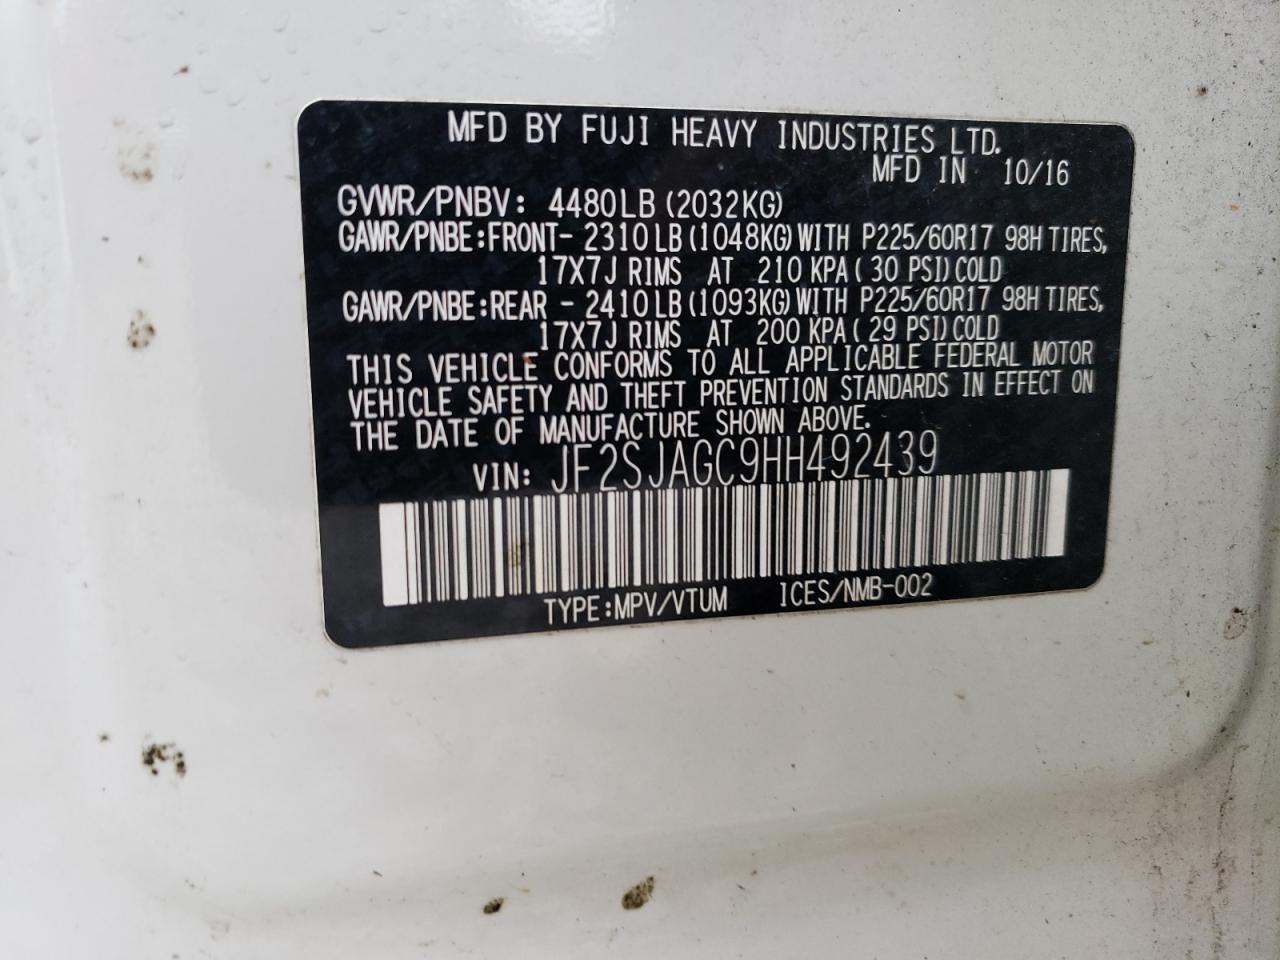 MFD BY FUJI HEAVY INDUSTRIES LTD.
MFD IN 10/16
GVWR/PNBV: 4480LB (2032KG)
GAWR/PNBE:FRONT- 2310LB (1048KG) WITH P225/60R17 98H TIRES,
17X7J RIMS AT 210 KPA (30 PSI) COLD
GAWR/PNBE:REAR - 2410LB (1093KG) WITH P225/60R17 98H TIRES,
17X7J RIMS AT 200 KPA (29 PSI) COLD
THIS VEHICLE CONFORMS TO ALL APPLICABLE FEDERAL MOTOR
VEHICLE SAFETY AND THEFT PREVENTION STANDARDS IN EFFECT ON
THE DATE OF MANUFACTURE SHOWN ABOVE.
VIN: JF2SJAGC9HH492439
TYPE:MPV/VTUM ICES/NMB-002